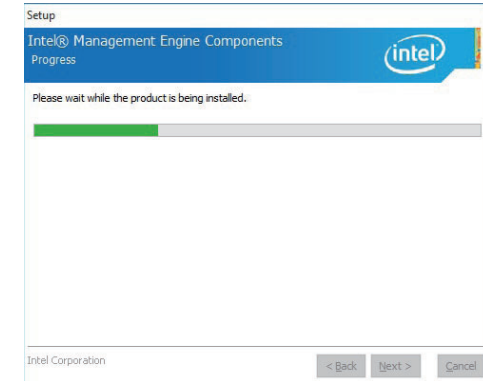 Setup
Intel® Management Engine Components
Progress
intel
Please wait while the product is being installed.
Intel Corporation
< Back
Next >
Cancel